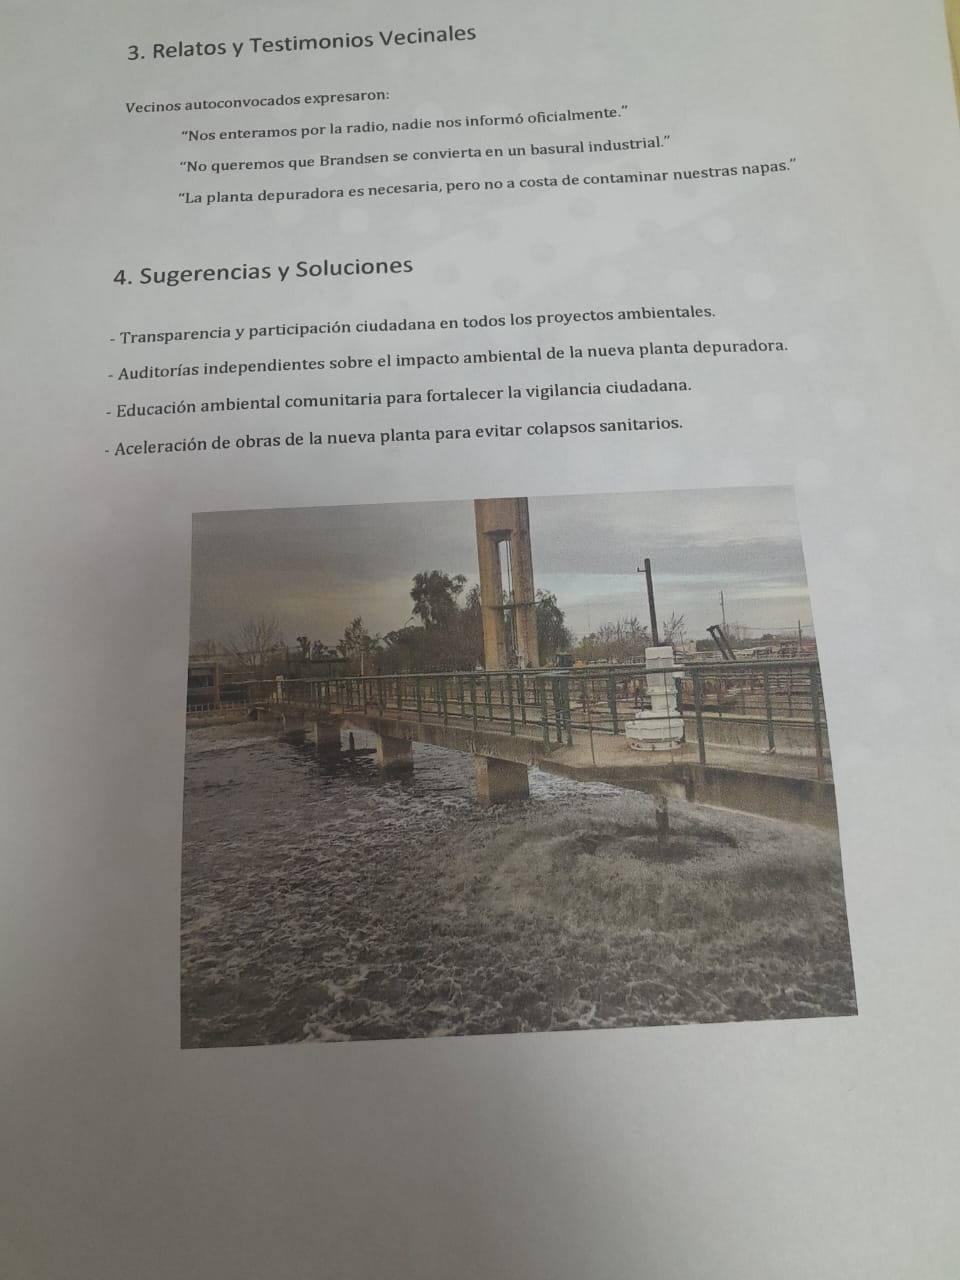 3. Relatos y Testimonios Vecinales
Vecinos autoconvocados expresaron:
“Nos enteramos por la radio, nadie nos informó oficialmente.”
“No queremos que Brandsen se convierta en un basural industrial.”
“La planta depuradora es necesaria, pero no a costa de contaminar nuestras napas.”
4. Sugerencias y Soluciones
- Transparencia y participación ciudadana en todos los proyectos ambientales.
- Auditorías independientes sobre el impacto ambiental de la nueva planta depuradora.
- Educación ambiental comunitaria para fortalecer la vigilancia ciudadana.
- Aceleración de obras de la nueva planta para evitar colapsos sanitarios.